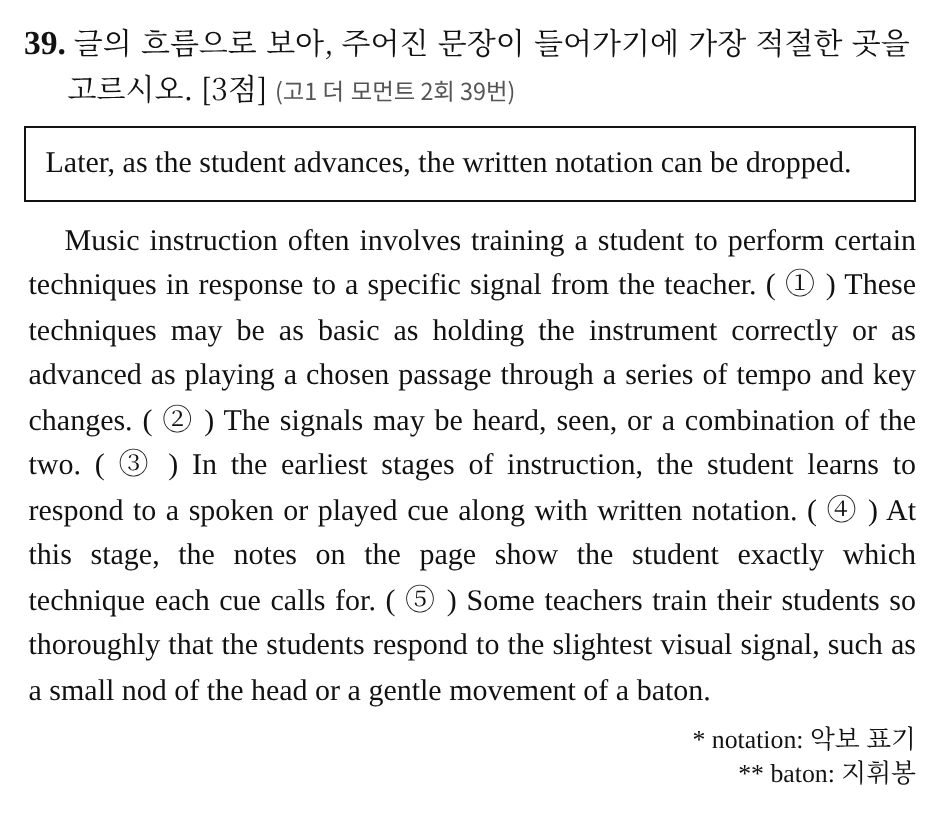 39. 글의 흐름으로 보아, 주어진 문장이 들어가기에 가장 적절한 곳을
고르시오. [3점] (고1 더 모먼트 2회 39번)
Later, as the student advances, the written notation can be dropped.
Music instruction often involves training a student to perform certain
techniques in response to a specific signal from the teacher. ( ① ) These
techniques may be as basic as holding the instrument correctly or as
advanced as playing a chosen passage through a series of tempo and key
changes. ( ② ) The signals may be heard, seen, or a combination of the
two. ( ③ ) In the earliest stages of instruction, the student learns to
respond to a spoken or played cue along with written notation. ( ④ ) At
this stage, the notes on the page show the student exactly which
technique each cue calls for. ( ⑤ ) Some teachers train their students so
thoroughly that the students respond to the slightest visual signal, such as
a small nod of the head or a gentle movement of a baton.
* notation: 악보 표기
** baton: 지휘봉